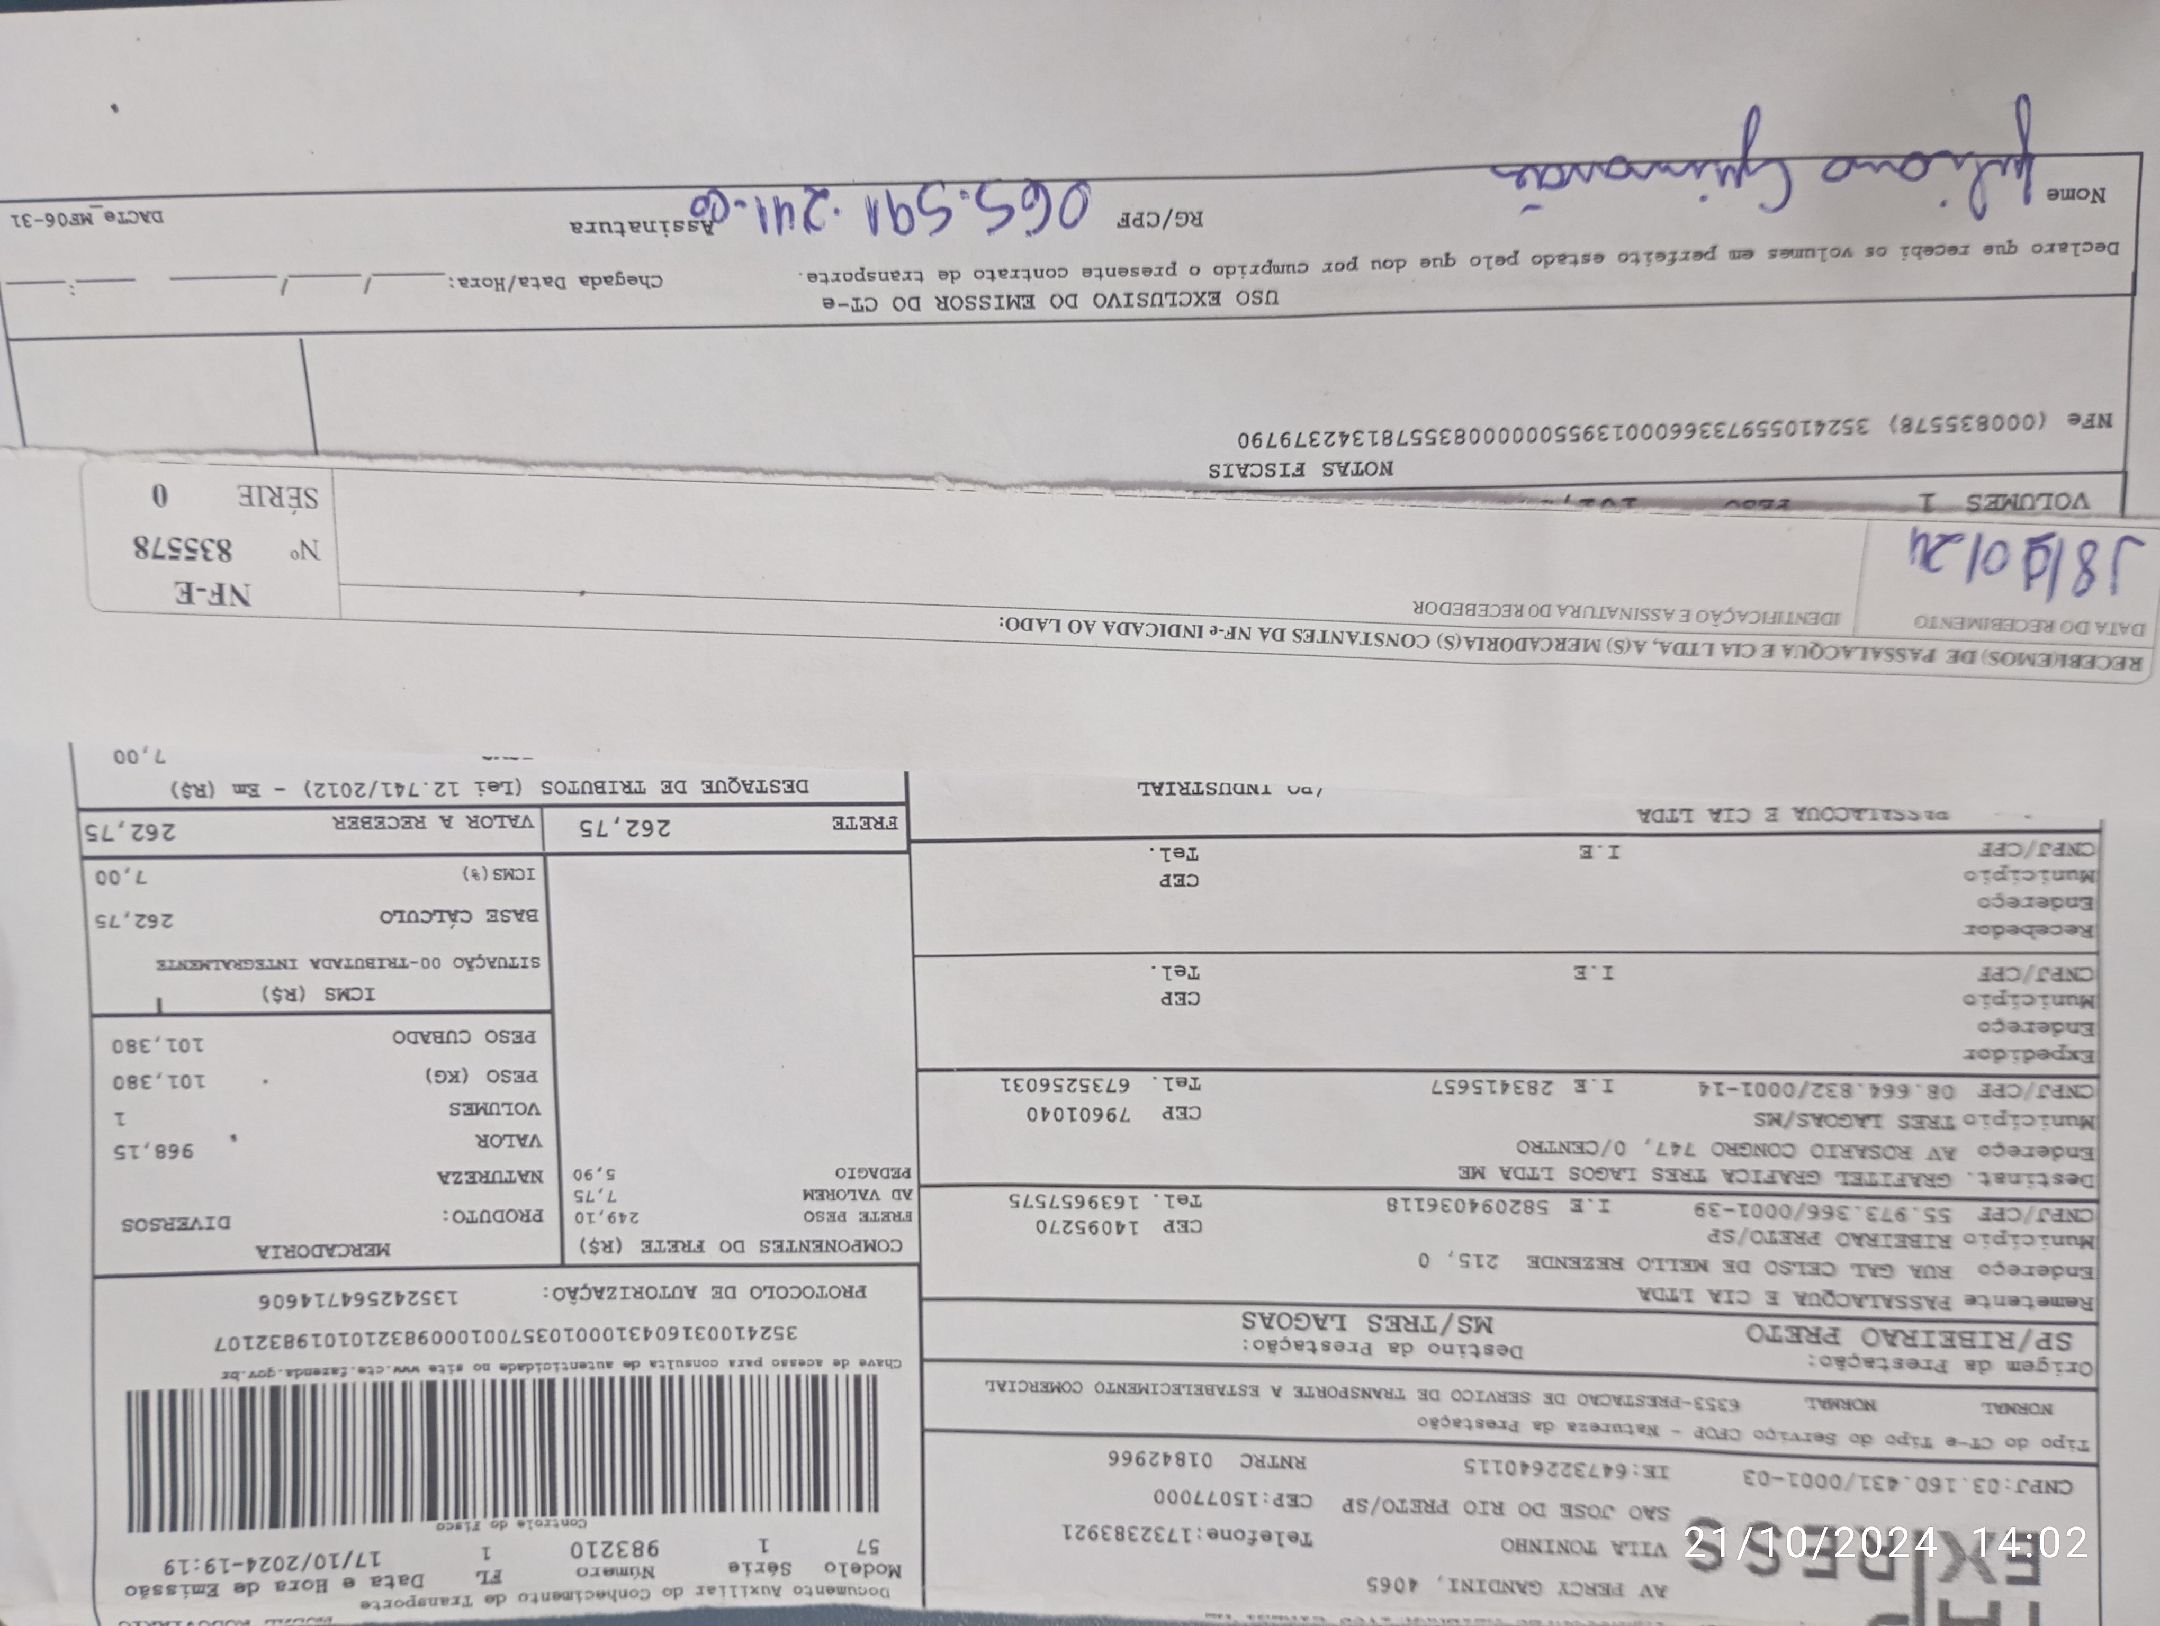 EX
PRESS
AV PERCY GANDINI, 4065
VILA TONINHO Telefone:1732383921
SAO JOSE DO RIO PRETO/SP CEP:15077000
CNPJ:03.160.431/0001-03 IE:647322640115 RNTRC 01842966
Tipo do CT-e Tipo do Serviço CFOP - Natureza da Prestação
NORMAL NORMAL 6353-PRESTACAO DE SERVICO DE TRANSPORTE A ESTABELECIMENTO COMERCIAL
Origem da Prestação: Destino da Prestação:
SP/RIBEIRAO PRETO MS/TRES LAGOAS
Remetente PASSALACQUA E CIA LTDA
Endereço RUA GAL CELSO DE MELLO REZENDE 215, 0
Município RIBEIRAO PRETO/SP CEP 14095270
CNPJ/CPF 55.973.366/0001-39 I.E 582094036118 Tel. 1639657575
Destinat. GRAFITEL GRAFICA TRES LAGOS LTDA ME
Endereço AV ROSARIO CONGRO 747, 0/CENTRO
Município TRES LAGOAS/MS CEP 79601040
CNPJ/CPF 08.664.832/0001-14 I.E 283415657 Tel. 6735256031
Expedidor
Endereço
Município CEP
CNPJ/CPF I.E Tel.
Recebedor
Endereço
Município CEP
CNPJ/CPF I.E Tel.
PASSALACQUA E CIA LTDA
INDUSTRIAL
Documento Auxiliar do Conhecimento de Transporte
Modelo Série Número FL Data e Hora de Emissão
57 1 983210 1 17/10/2024-19:19
Controle do Fisco
Chave de acesso para consulta de autenticidade no site www.cte.fazenda.gov.br
35241003160431000103570010009832101019832107
PROTOCOLO DE AUTORIZAÇÃO: 135242564714606
COMPONENTES DO FRETE (R$)
FRETE PESO 249,10
AD VALOREM 7,75
PEDAGIO 5,90
MERCADORIA
PRODUTO: DIVERSOS
NATUREZA
VALOR 968,15
VOLUMES 1
PESO (KG) 101,380
PESO CUBADO 101,380
ICMS (R$)
SITUAÇÃO 00-TRIBUTADA INTEGRALMENTE
BASE CÁLCULO 262,75
ICMS(%) 7,00
FRETE 262,75 VALOR A RECEBER 262,75
DESTAQUE DE TRIBUTOS (Lei 12.741/2012) - Em (R$)
7,00
RECEBI(EMOS) DE PASSALACQUA E CIA LTDA, A(S) MERCADORIA(S) CONSTANTES DA NF-e INDICADA AO LADO:
DATA DO RECEBIMENTO IDENTIFICAÇÃO E ASSINATURA DO RECEBEDOR
18/10/24
NF-E
Nº 835578
SÉRIE 0
VOLUMES 1
NOTAS FISCAIS
NFe (000835578) 35241055973366000139550000008355781342379790
USO EXCLUSIVO DO EMISSOR DO CT-e
Declaro que recebi os volumes em perfeito estado pelo que dou por cumprido o presente contrato de transporte. Chegada Data/Hora:____/____/____ __:__
Nome Juliano Guimarães RG/CPF 065.591.241-00 Assinatura
DACTe_MF06-31
21/10/2024 14:02